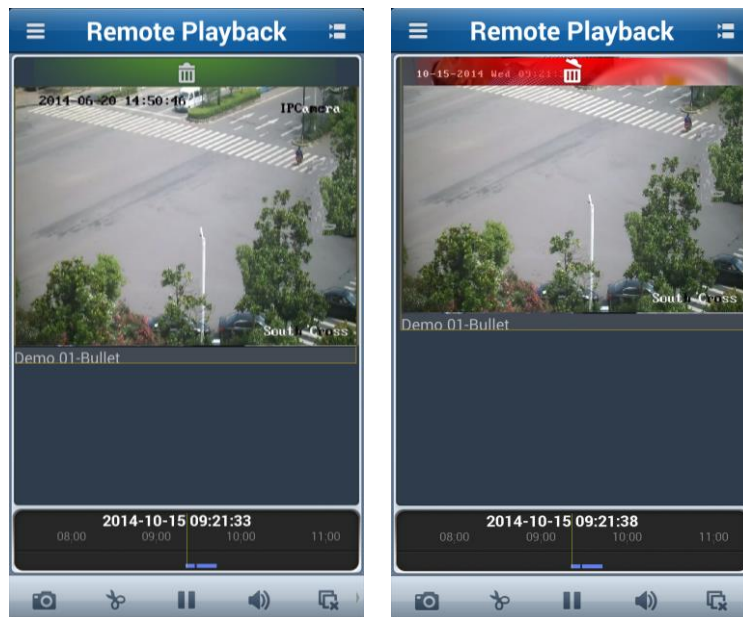 Remote Playback
2014-06-20 14:50:46
IPCamera
South Cross
Demo 01-Bullet
2014-10-15 09:21:33
08:00 09:00 10:00 11:00
Remote Playback
10-15-2014 Wed 09:21:
South Cross
Demo 01-Bullet
2014-10-15 09:21:38
08:00 09:00 10:00 11:00